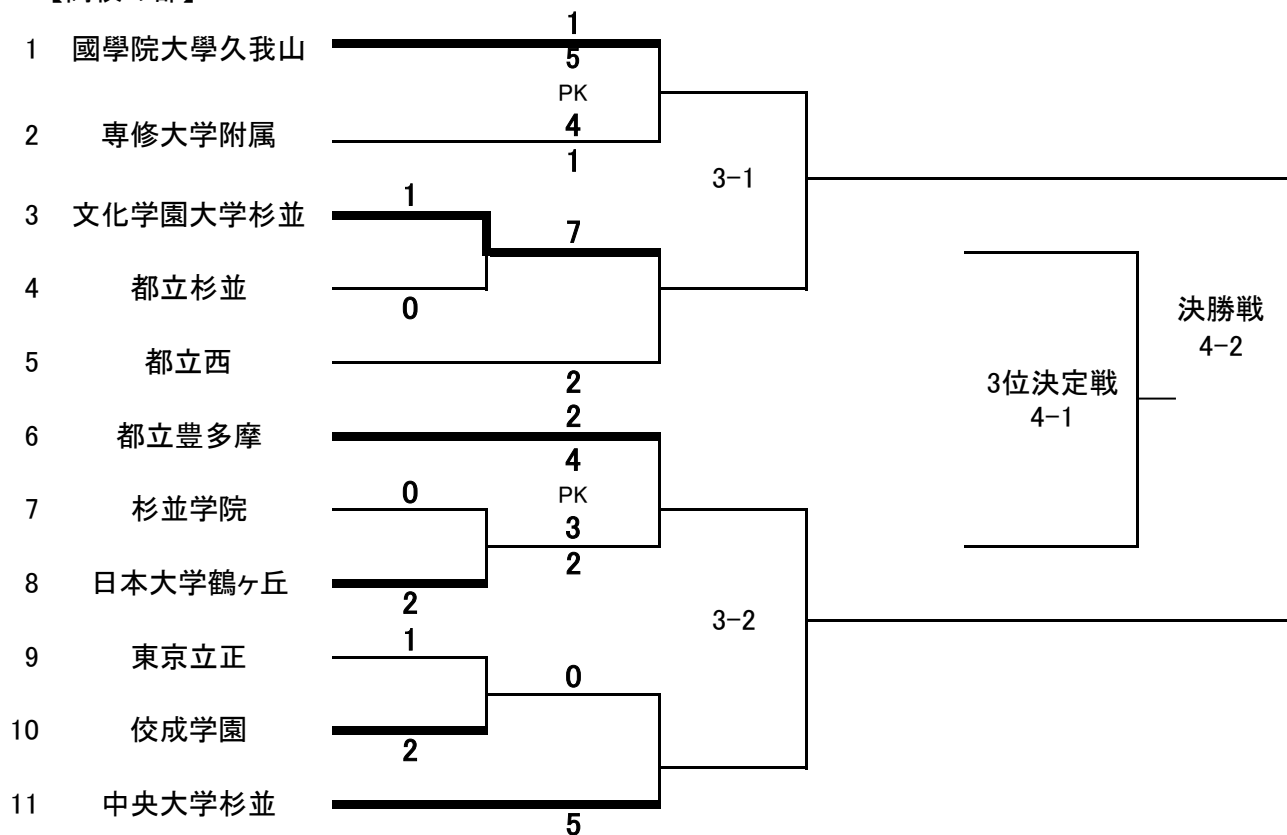 1 國學院大學久我山
1
5
PK
4
2 専修大学附属
1
3-1
1
3 文化学園大学杉並
7
4 都立杉並
0
決勝戦
4-2
5 都立西
2
3位決定戦
4-1
2
6 都立豊多摩
4
0
PK
7 杉並学院
3
2
8 日本大学鶴ヶ丘
2
3-2
1
9 東京立正
0
10 佼成学園
2
11 中央大学杉並
5